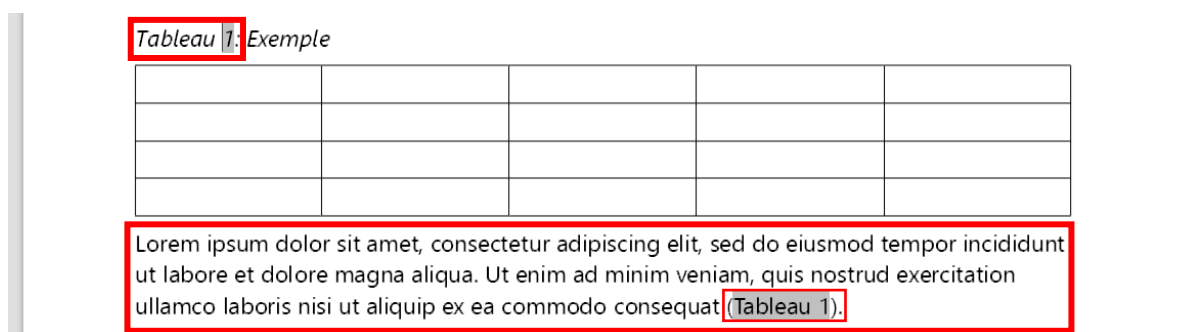 Tableau 1: Exemple
Lorem ipsum dolor sit amet, consectetur adipiscing elit, sed do eiusmod tempor incididunt
ut labore et dolore magna aliqua. Ut enim ad minim veniam, quis nostrud exercitation
ullamco laboris nisi ut aliquip ex ea commodo consequat (Tableau 1).